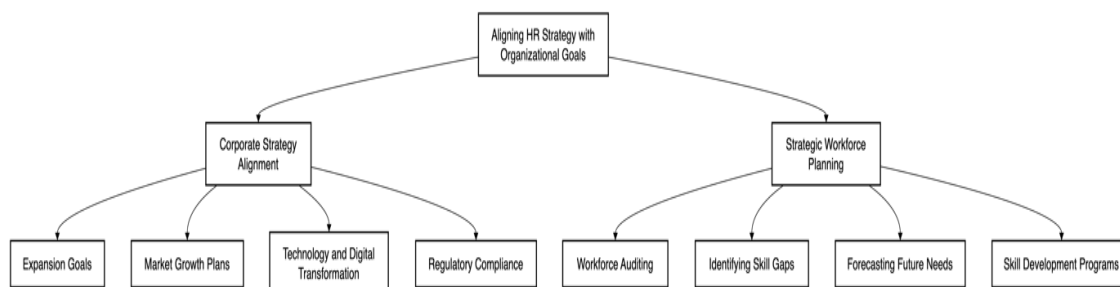 Aligning HR Strategy with
Organizational Goals
Corporate Strategy
Alignment
Strategic Workforce
Planning
Expansion Goals
Market Growth Plans
Technology and Digital
Transformation
Regulatory Compliance
Workforce Auditing
Identifying Skill Gaps
Forecasting Future Needs
Skill Development Programs